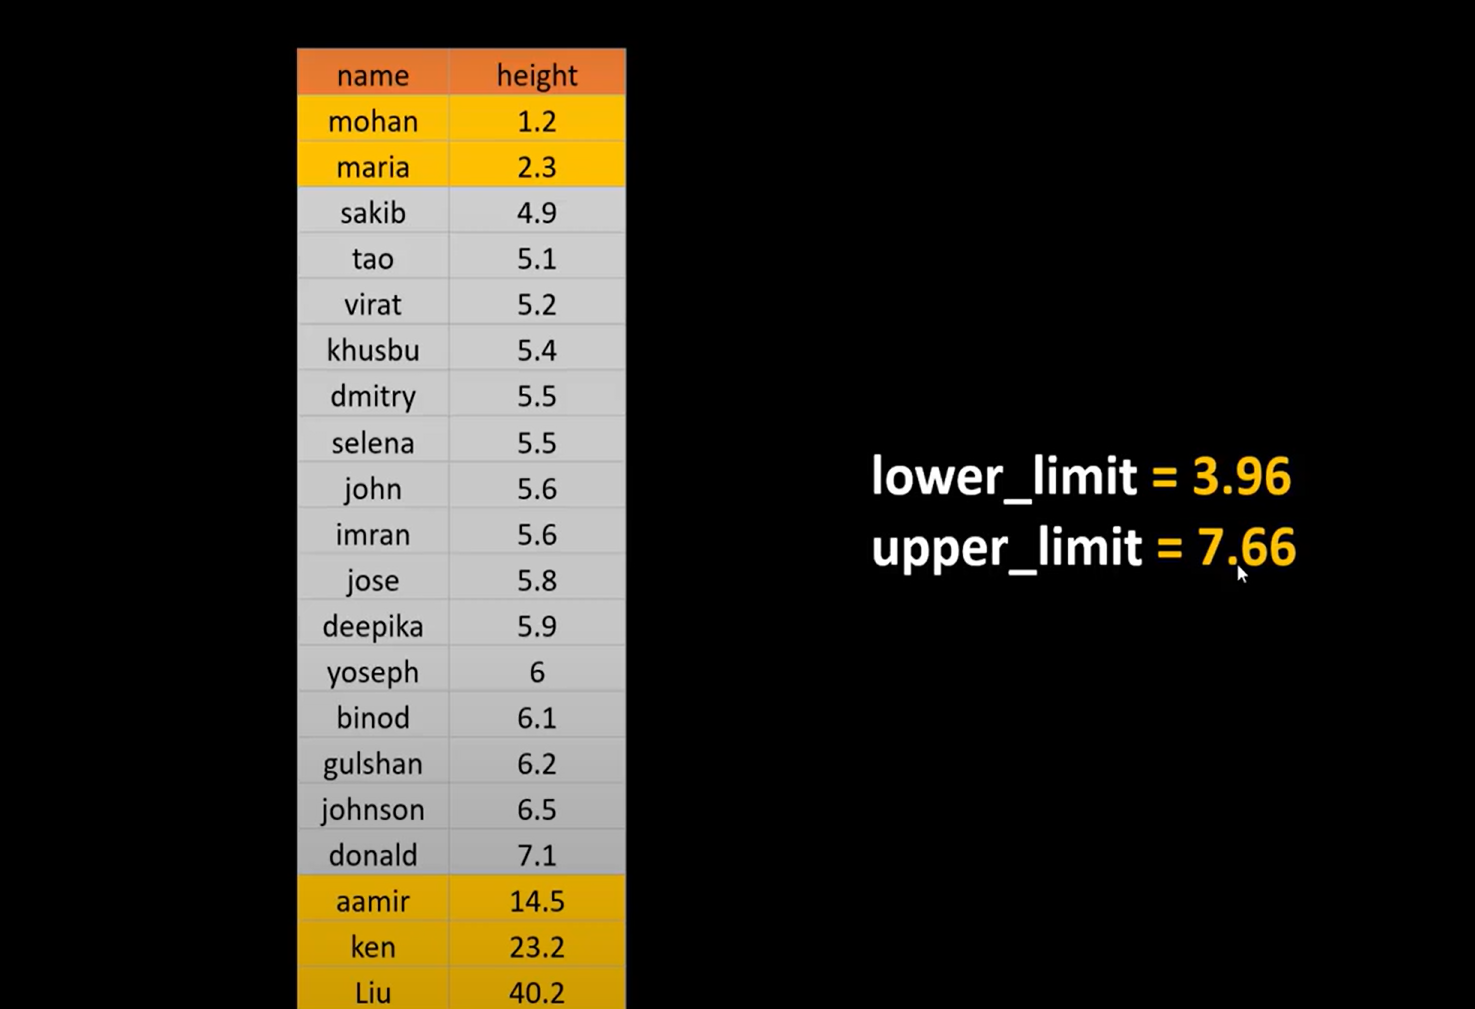 name height
mohan 1.2
maria 2.3
sakib 4.9
tao 5.1
virat 5.2
khusbu 5.4
dmitry 5.5
selena 5.5
john 5.6
imran 5.6
jose 5.8
deepika 5.9
yoseph 6
binod 6.1
gulshan 6.2
johnson 6.5
donald 7.1
aamir 14.5
ken 23.2
Liu 40.2
lower_limit = 3.96
upper_limit = 7.66